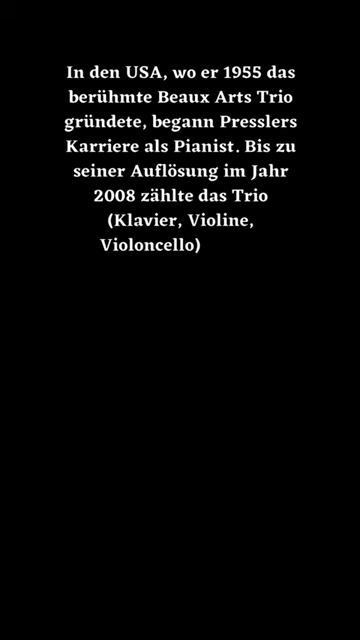 In den USA, wo er 1955 das
berühmte Beaux Arts Trio
gründete, begann Presslers
Karriere als Pianist. Bis zu
seiner Auflösung im Jahr
2008 zählte das Trio
(Klavier, Violine,
Violoncello)